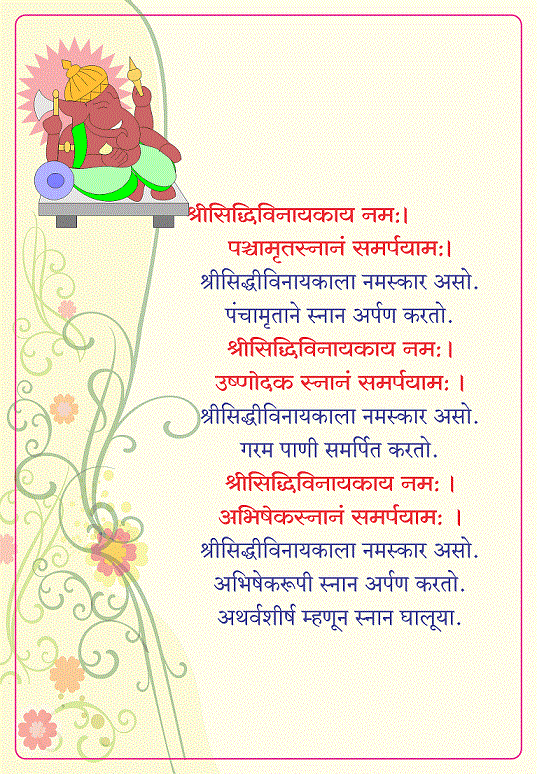 श्रीसिद्धिविनायकाय नम:।
पञ्चामृतस्नानं समर्पयाम:।
श्रीसिद्धीविनायकाला नमस्कार असो.
पंचामृताने स्नान अर्पण करतो.
श्रीसिद्धिविनायकाय नम:।
उष्णोदक स्नानं समर्पयाम: ।
श्रीसिद्धीविनायकाला नमस्कार असो.
गरम पाणी समर्पित करतो.
श्रीसिद्धिविनायकाय नम: ।
अभिषेकस्नानं समर्पयाम: ।
श्रीसिद्धीविनायकाला नमस्कार असो.
अभिषेकरूपी स्नान अर्पण करतो.
अथर्वशीर्ष म्हणून स्नान घालूया.